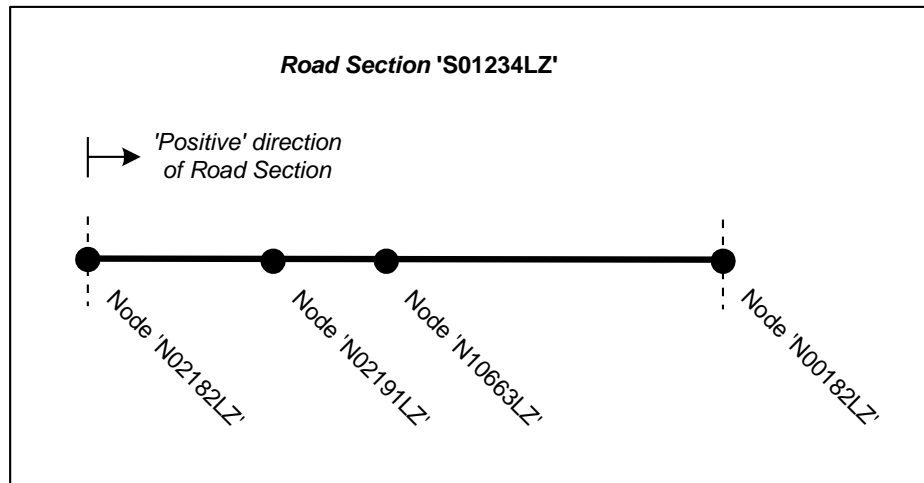 Road Section 'S01234LZ'
'Positive' direction
of Road Section
Node 'N02182LZ'
Node 'N02191LZ'
Node 'N10663LZ'
Node 'N00182LZ'